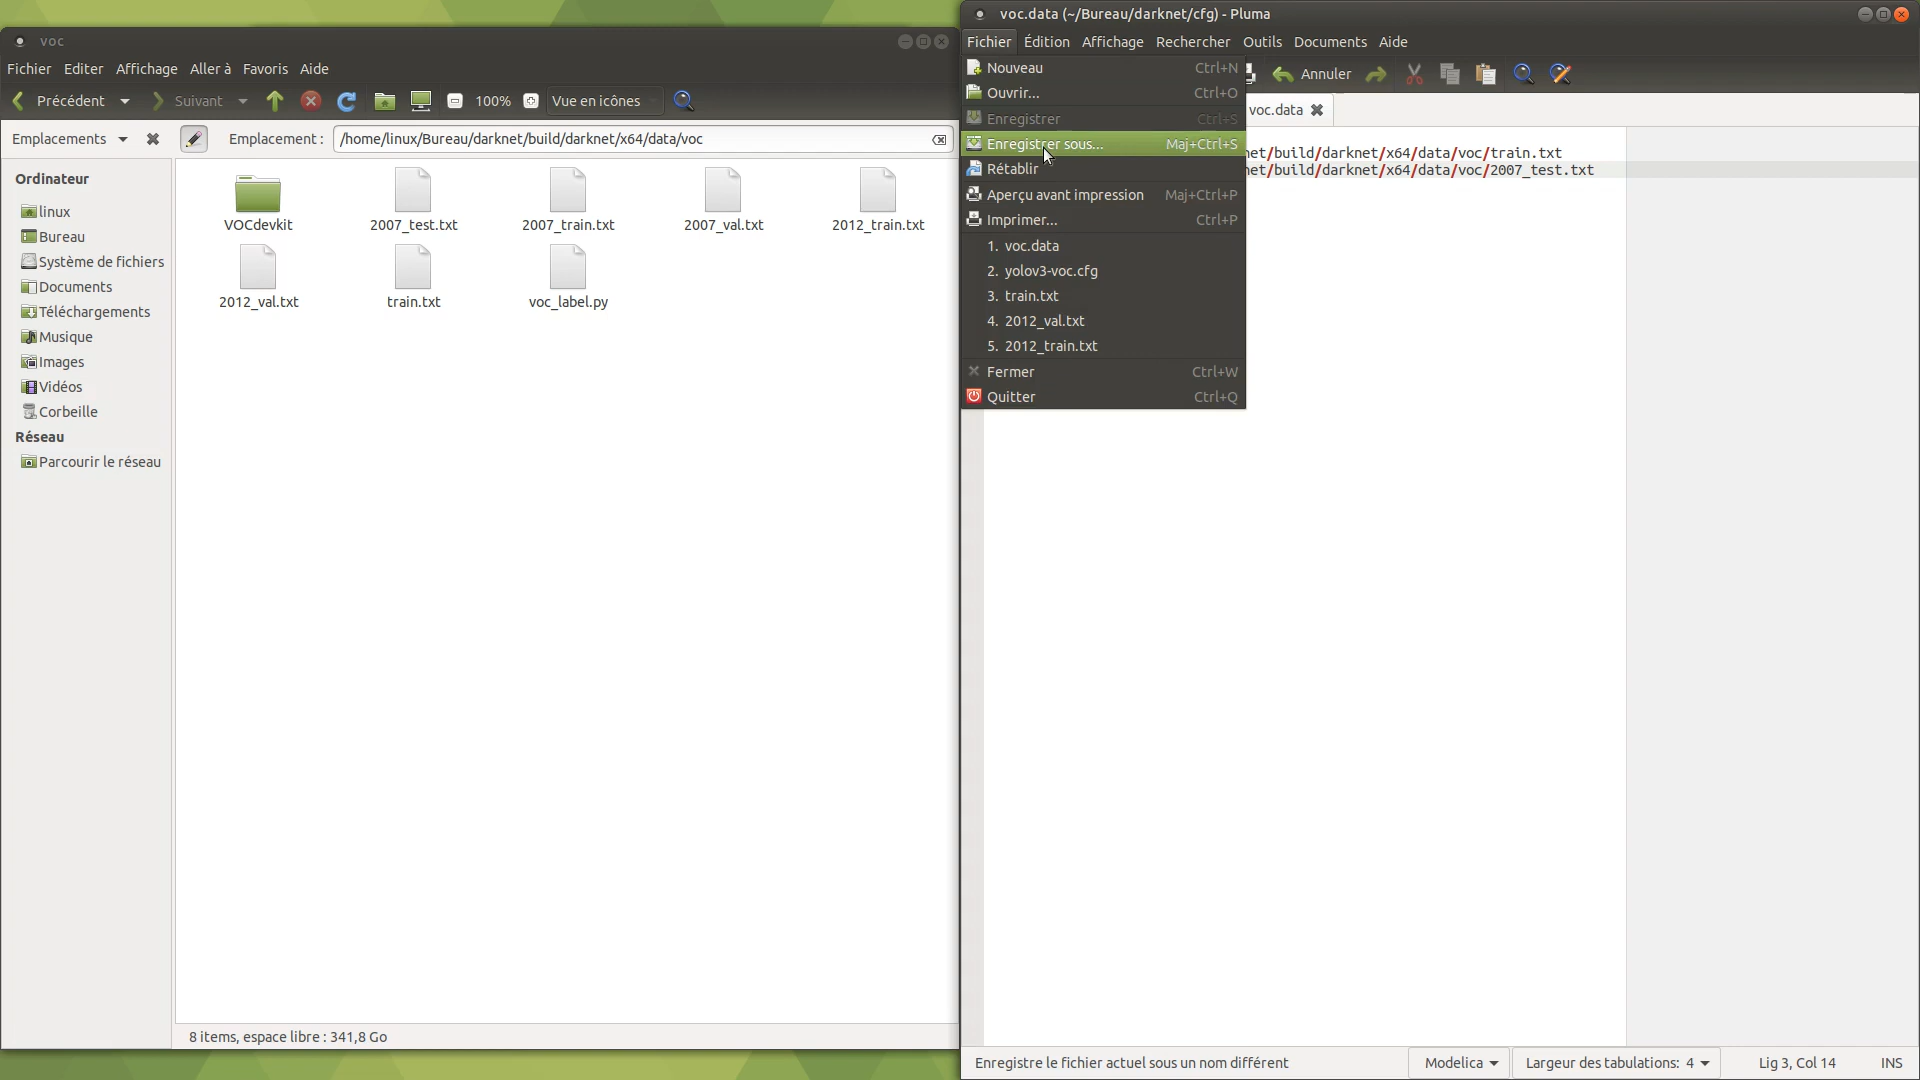 voc
Fichier Editer Affichage Aller à Favoris Aide
Précédent Suivant 100% Vue en icônes
Emplacements Emplacement : /home/linux/Bureau/darknet/build/darknet/x64/data/voc
Ordinateur
linux
Bureau
Système de fichiers
Documents
Téléchargements
Musique
Images
Vidéos
Corbeille
Réseau
Parcourir le réseau
VOCdevkit 2007_test.txt 2007_train.txt 2007_val.txt 2012_train.txt
2012_val.txt train.txt voc_label.py
8 items, espace libre : 341,8 Go
voc.data (~/Bureau/darknet/cfg) - Pluma
Fichier Édition Affichage Rechercher Outils Documents Aide
Annuler
voc.data
Nouveau Ctrl+N
Ouvrir... Ctrl+O
Enregistrer Ctrl+S
Enregistrer sous... Maj+Ctrl+S
Rétablir
Aperçu avant impression Maj+Ctrl+P
Imprimer... Ctrl+P
1. voc.data
2. yolov3-voc.cfg
3. train.txt
4. 2012_val.txt
5. 2012_train.txt
Fermer Ctrl+W
Quitter Ctrl+Q
et/build/darknet/x64/data/voc/train.txt
et/build/darknet/x64/data/voc/2007_test.txt
Enregistre le fichier actuel sous un nom différent Modelica Largeur des tabulations: 4 Lig 3, Col 14 INS